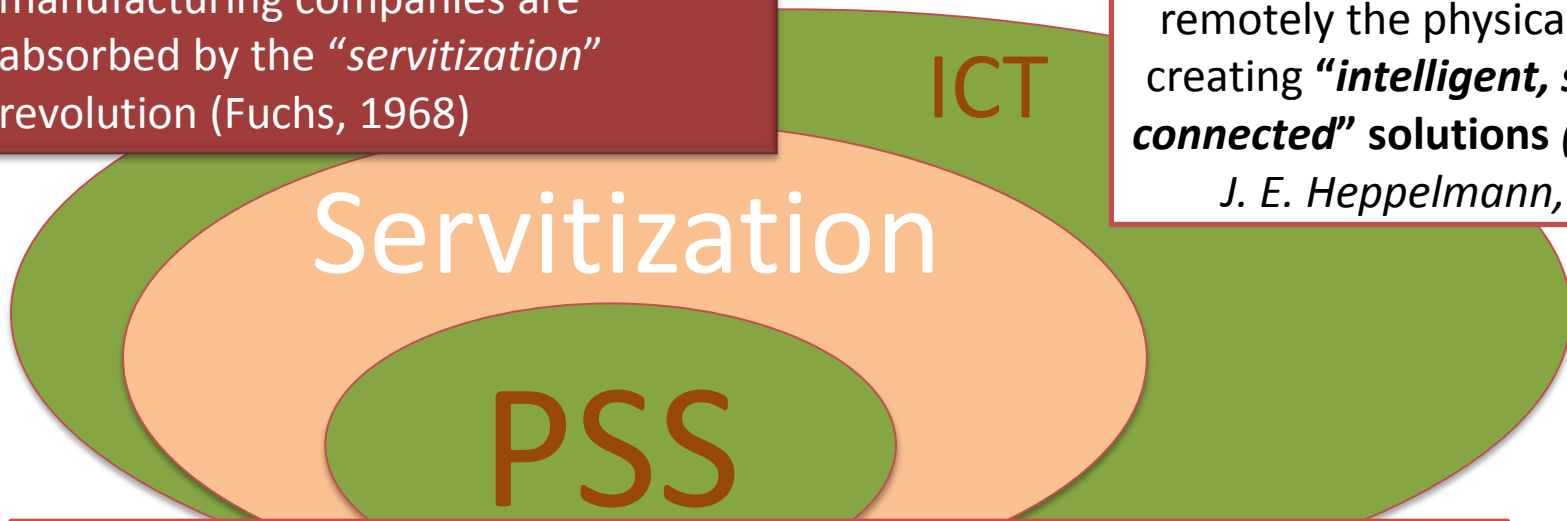 manufacturing companies are
absorbed by the “servitization”
revolution (Fuchs, 1968)
ICT
remotely the physica
creating “intelligent, s
connected” solutions (
J. E. Heppelmann,
Servitization
PSS